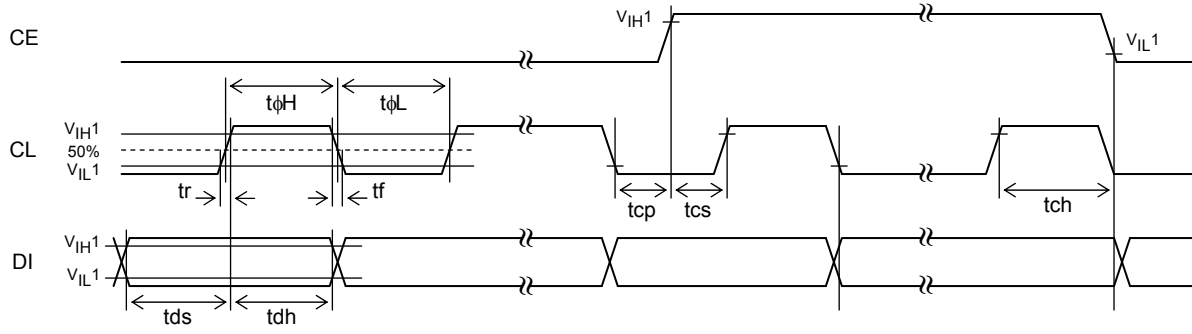 CE
VIH1
VIL1
tϕH
tϕL
CL
VIH1
50%
VIL1
tr
tf
tcp
tcs
tch
DI
VIH1
VIL1
tds
tdh